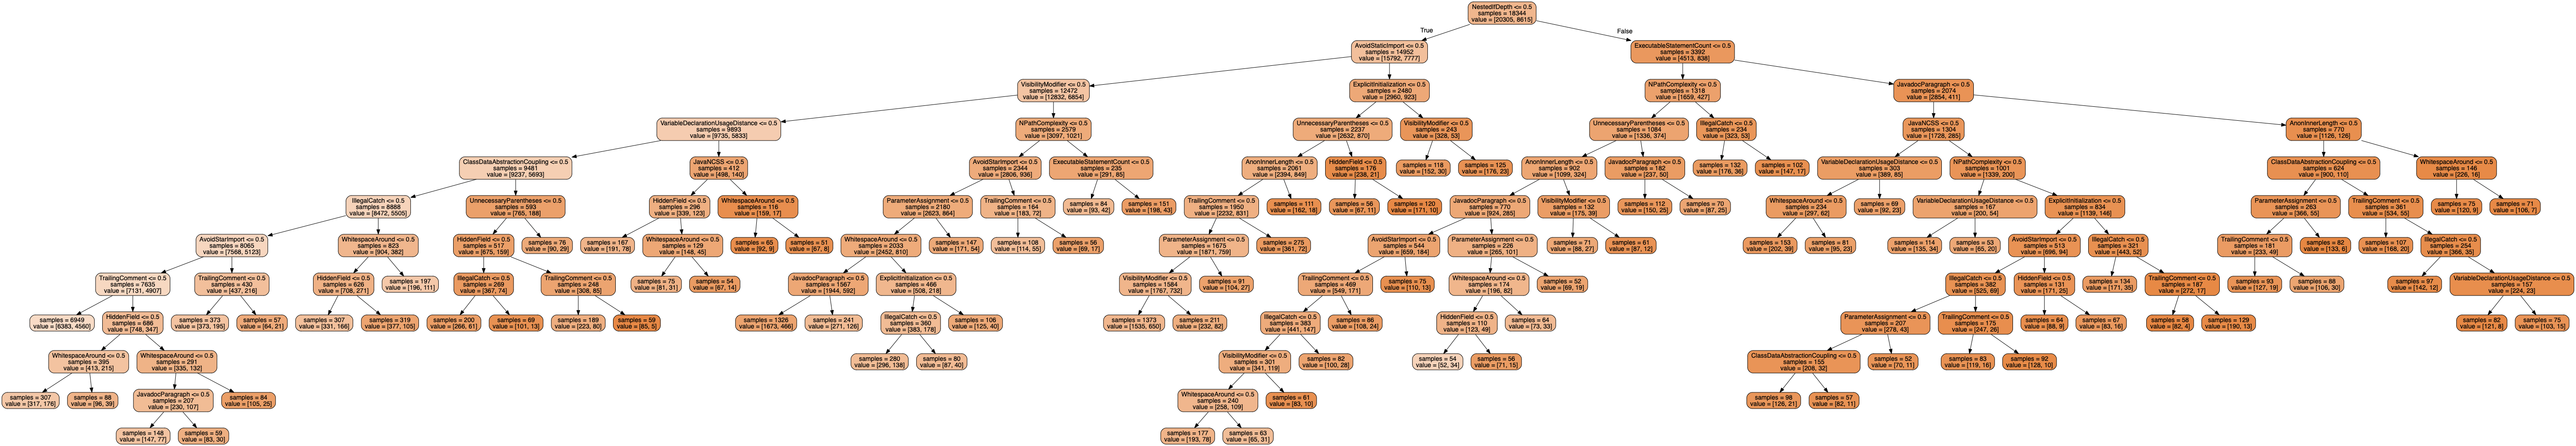 NestedIfDepth <= 0.5
samples = 18344
value = [20305, 8615]
True
False
AvoidStaticImport <= 0.5
samples = 14952
value = [15792, 7777]
ExecutableStatementCount <= 0.5
samples = 3392
value = [4513, 838]
VisibilityModifier <= 0.5
samples = 12472
value = [12832, 6854]
ExplicitInitialization <= 0.5
samples = 2480
value = [2960, 923]
NPathComplexity <= 0.5
samples = 1318
value = [1659, 427]
JavadocParagraph <= 0.5
samples = 2074
value = [2854, 411]
VariableDeclarationUsageDistance <= 0.5
samples = 9893
value = [9735, 5833]
NPathComplexity <= 0.5
samples = 2579
value = [3097, 1021]
UnnecessaryParentheses <= 0.5
samples = 2237
value = [2632, 870]
VisibilityModifier <= 0.5
samples = 243
value = [328, 53]
UnnecessaryParentheses <= 0.5
samples = 1084
value = [1336, 374]
IllegalCatch <= 0.5
samples = 234
value = [323, 53]
JavaNCSS <= 0.5
samples = 1304
value = [1728, 285]
AnonInnerLength <= 0.5
samples = 770
value = [1126, 126]
ClassDataAbstractionCoupling <= 0.5
samples = 9481
value = [9237, 5693]
JavaNCSS <= 0.5
samples = 412
value = [498, 140]
AvoidStarImport <= 0.5
samples = 2344
value = [2806, 936]
ExecutableStatementCount <= 0.5
samples = 235
value = [291, 85]
AnonInnerLength <= 0.5
samples = 2061
value = [2394, 849]
HiddenField <= 0.5
samples = 176
value = [238, 21]
samples = 118
value = [152, 30]
samples = 125
value = [176, 23]
AnonInnerLength <= 0.5
samples = 902
value = [1099, 324]
JavadocParagraph <= 0.5
samples = 182
value = [237, 50]
samples = 132
value = [176, 36]
samples = 102
value = [147, 17]
VariableDeclarationUsageDistance <= 0.5
samples = 303
value = [389, 85]
NPathComplexity <= 0.5
samples = 1001
value = [1339, 200]
ClassDataAbstractionCoupling <= 0.5
samples = 624
value = [900, 110]
WhitespaceAround <= 0.5
samples = 146
value = [226, 16]
IllegalCatch <= 0.5
samples = 8888
value = [8472, 5505]
UnnecessaryParentheses <= 0.5
samples = 593
value = [765, 188]
HiddenField <= 0.5
samples = 296
value = [339, 123]
WhitespaceAround <= 0.5
samples = 116
value = [159, 17]
ParameterAssignment <= 0.5
samples = 2180
value = [2623, 864]
TrailingComment <= 0.5
samples = 164
value = [183, 72]
samples = 84
value = [93, 42]
samples = 151
value = [198, 43]
TrailingComment <= 0.5
samples = 1950
value = [2232, 831]
samples = 111
value = [162, 18]
samples = 56
value = [67, 11]
samples = 120
value = [171, 10]
JavadocParagraph <= 0.5
samples = 770
value = [924, 285]
VisibilityModifier <= 0.5
samples = 132
value = [175, 39]
samples = 112
value = [150, 25]
samples = 70
value = [87, 25]
WhitespaceAround <= 0.5
samples = 234
value = [297, 62]
samples = 69
value = [92, 23]
VariableDeclarationUsageDistance <= 0.5
samples = 167
value = [200, 54]
ExplicitInitialization <= 0.5
samples = 834
value = [1139, 146]
ParameterAssignment <= 0.5
samples = 263
value = [366, 55]
TrailingComment <= 0.5
samples = 361
value = [534, 55]
samples = 75
value = [120, 9]
samples = 71
value = [106, 7]
AvoidStarImport <= 0.5
samples = 8065
value = [7568, 5123]
WhitespaceAround <= 0.5
samples = 823
value = [904, 382]
HiddenField <= 0.5
samples = 517
value = [675, 159]
samples = 76
value = [90, 29]
samples = 167
value = [191, 78]
WhitespaceAround <= 0.5
samples = 129
value = [148, 45]
samples = 65
value = [92, 9]
samples = 51
value = [67, 8]
WhitespaceAround <= 0.5
samples = 2033
value = [2452, 810]
samples = 147
value = [171, 54]
samples = 108
value = [114, 55]
samples = 56
value = [69, 17]
ParameterAssignment <= 0.5
samples = 1675
value = [1871, 759]
samples = 275
value = [361, 72]
AvoidStarImport <= 0.5
samples = 544
value = [659, 184]
ParameterAssignment <= 0.5
samples = 226
value = [265, 101]
samples = 71
value = [88, 27]
samples = 61
value = [87, 12]
samples = 153
value = [202, 39]
samples = 81
value = [95, 23]
samples = 114
value = [135, 34]
samples = 53
value = [65, 20]
AvoidStarImport <= 0.5
samples = 513
value = [696, 94]
IllegalCatch <= 0.5
samples = 321
value = [443, 52]
TrailingComment <= 0.5
samples = 181
value = [233, 49]
samples = 82
value = [133, 6]
samples = 107
value = [168, 20]
IllegalCatch <= 0.5
samples = 254
value = [366, 35]
TrailingComment <= 0.5
samples = 7635
value = [7131, 4907]
TrailingComment <= 0.5
samples = 430
value = [437, 216]
HiddenField <= 0.5
samples = 626
value = [708, 271]
samples = 197
value = [196, 111]
IllegalCatch <= 0.5
samples = 269
value = [367, 74]
TrailingComment <= 0.5
samples = 248
value = [308, 85]
samples = 75
value = [81, 31]
samples = 54
value = [67, 14]
JavadocParagraph <= 0.5
samples = 1567
value = [1944, 592]
ExplicitInitialization <= 0.5
samples = 466
value = [508, 218]
VisibilityModifier <= 0.5
samples = 1584
value = [1767, 732]
samples = 91
value = [104, 27]
TrailingComment <= 0.5
samples = 469
value = [549, 171]
samples = 75
value = [110, 13]
WhitespaceAround <= 0.5
samples = 174
value = [196, 82]
samples = 52
value = [69, 19]
IllegalCatch <= 0.5
samples = 382
value = [525, 69]
HiddenField <= 0.5
samples = 131
value = [171, 25]
samples = 134
value = [171, 35]
TrailingComment <= 0.5
samples = 187
value = [272, 17]
samples = 93
value = [127, 19]
samples = 88
value = [106, 30]
samples = 97
value = [142, 12]
VariableDeclarationUsageDistance <= 0.5
samples = 157
value = [224, 23]
samples = 6949
value = [6383, 4560]
HiddenField <= 0.5
samples = 686
value = [748, 347]
samples = 373
value = [373, 195]
samples = 57
value = [64, 21]
samples = 307
value = [331, 166]
samples = 319
value = [377, 105]
samples = 200
value = [266, 61]
samples = 69
value = [101, 13]
samples = 189
value = [223, 80]
samples = 59
value = [85, 5]
samples = 1326
value = [1673, 466]
samples = 241
value = [271, 126]
IllegalCatch <= 0.5
samples = 360
value = [383, 178]
samples = 106
value = [125, 40]
samples = 1373
value = [1535, 650]
samples = 211
value = [232, 82]
IllegalCatch <= 0.5
samples = 383
value = [441, 147]
samples = 86
value = [108, 24]
HiddenField <= 0.5
samples = 110
value = [123, 49]
samples = 64
value = [73, 33]
ParameterAssignment <= 0.5
samples = 207
value = [278, 43]
TrailingComment <= 0.5
samples = 175
value = [247, 26]
samples = 64
value = [88, 9]
samples = 67
value = [83, 16]
samples = 58
value = [82, 4]
samples = 129
value = [190, 13]
samples = 82
value = [121, 8]
samples = 75
value = [103, 15]
WhitespaceAround <= 0.5
samples = 395
value = [413, 215]
WhitespaceAround <= 0.5
samples = 291
value = [335, 132]
samples = 280
value = [296, 138]
samples = 80
value = [87, 40]
VisibilityModifier <= 0.5
samples = 301
value = [341, 119]
samples = 82
value = [100, 28]
samples = 54
value = [52, 34]
samples = 56
value = [71, 15]
ClassDataAbstractionCoupling <= 0.5
samples = 155
value = [208, 32]
samples = 52
value = [70, 11]
samples = 83
value = [119, 16]
samples = 92
value = [128, 10]
samples = 307
value = [317, 176]
samples = 88
value = [96, 39]
JavadocParagraph <= 0.5
samples = 207
value = [230, 107]
samples = 84
value = [105, 25]
WhitespaceAround <= 0.5
samples = 240
value = [258, 109]
samples = 61
value = [83, 10]
samples = 98
value = [126, 21]
samples = 57
value = [82, 11]
samples = 148
value = [147, 77]
samples = 59
value = [83, 30]
samples = 177
value = [193, 78]
samples = 63
value = [65, 31]